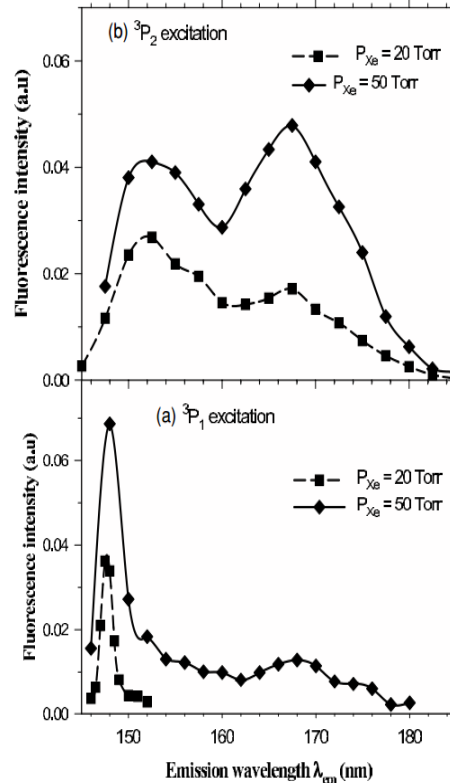 (b) ³P₂ excitation
P_Xe = 20 Torr
P_Xe = 50 Torr
Fluorescence intensity (a.u)
0.06
0.04
0.02
0.00
(a) ³P₁ excitation
P_Xe = 20 Torr
P_Xe = 50 Torr
Fluorescence intensity (a.u)
0.06
0.04
0.02
0.00
150 160 170 180
Emission wavelength λ_em (nm)